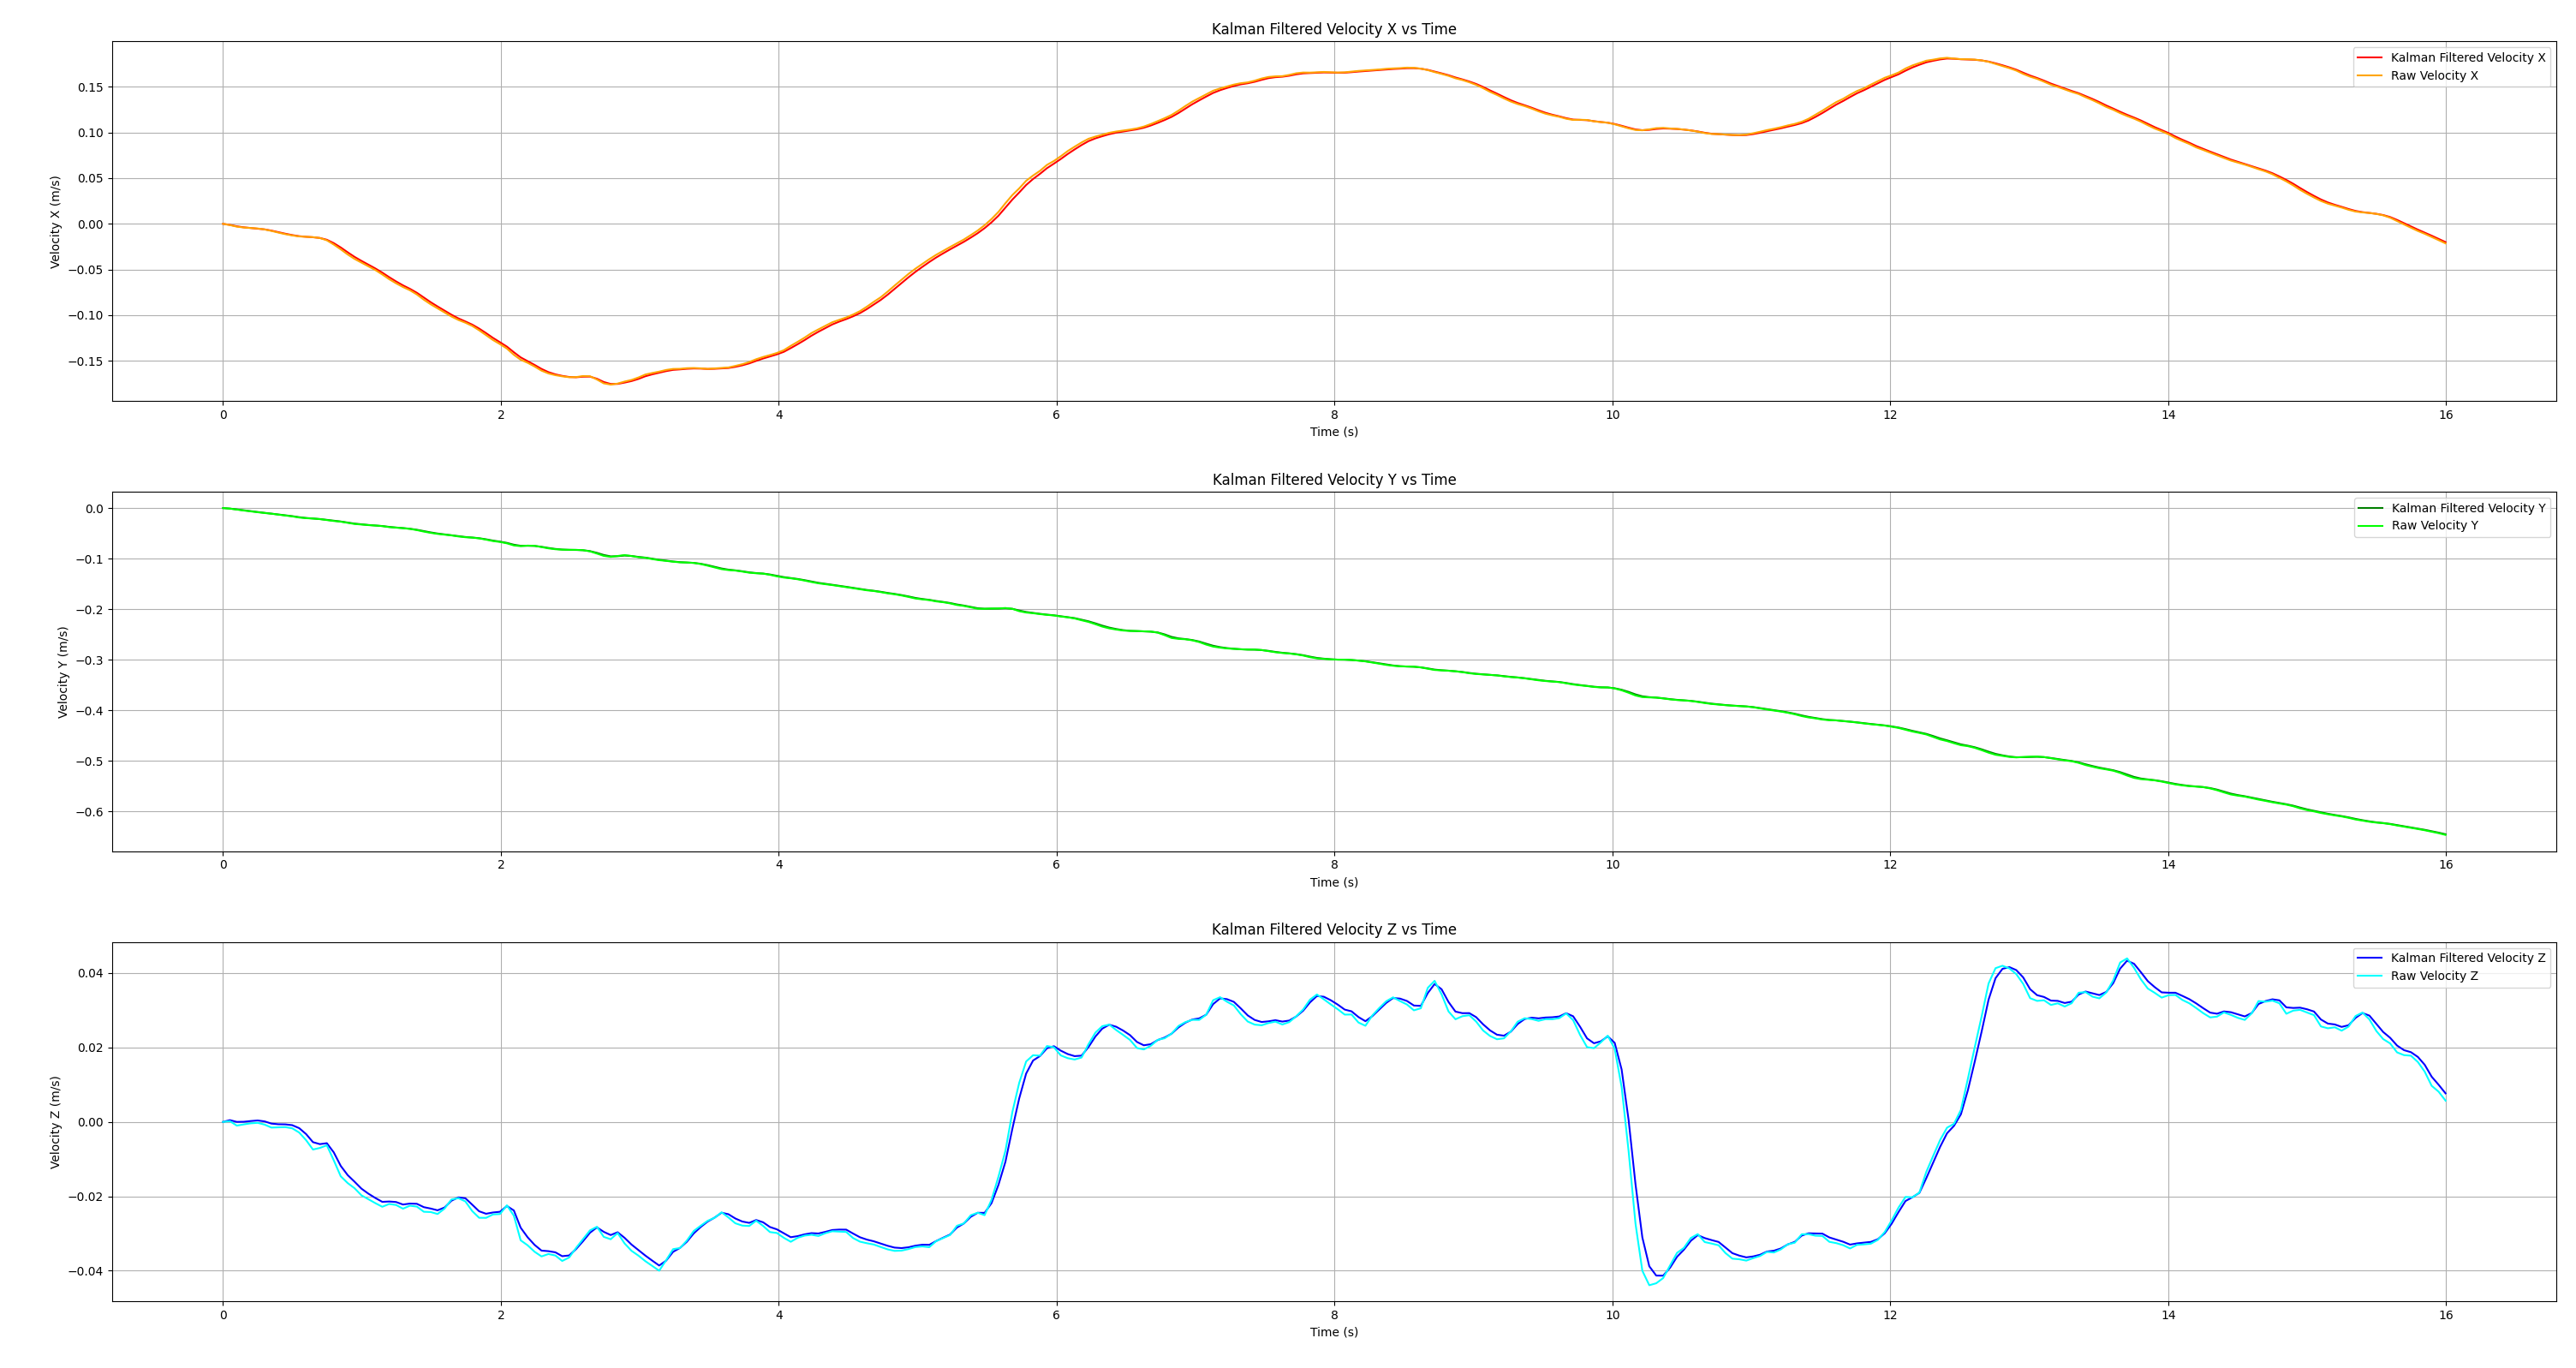 Kalman Filtered Velocity X vs Time
Kalman Filtered Velocity X
Raw Velocity X
Velocity X (m/s)
0.15
0.10
0.05
0.00
−0.05
−0.10
−0.15
0 2 4 6 8 10 12 14 16
Time (s)
Kalman Filtered Velocity Y vs Time
Kalman Filtered Velocity Y
Raw Velocity Y
Velocity Y (m/s)
0.0
−0.1
−0.2
−0.3
−0.4
−0.5
−0.6
0 2 4 6 8 10 12 14 16
Time (s)
Kalman Filtered Velocity Z vs Time
Kalman Filtered Velocity Z
Raw Velocity Z
Velocity Z (m/s)
0.04
0.02
0.00
−0.02
−0.04
0 2 4 6 8 10 12 14 16
Time (s)